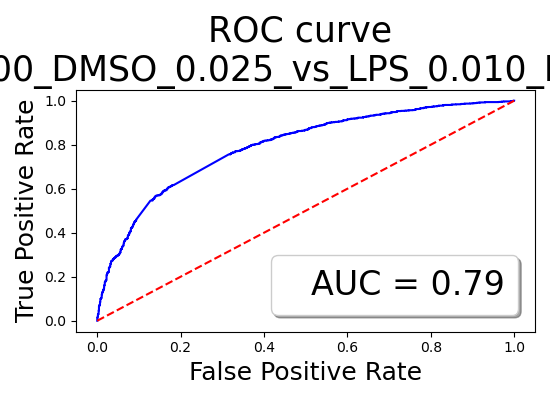 ROC curve
00_DMSO_0.025_vs_LPS_0.010_
True Positive Rate
1.0
0.8
0.6
0.4
0.2
0.0
AUC = 0.79
0.0 0.2 0.4 0.6 0.8 1.0
False Positive Rate